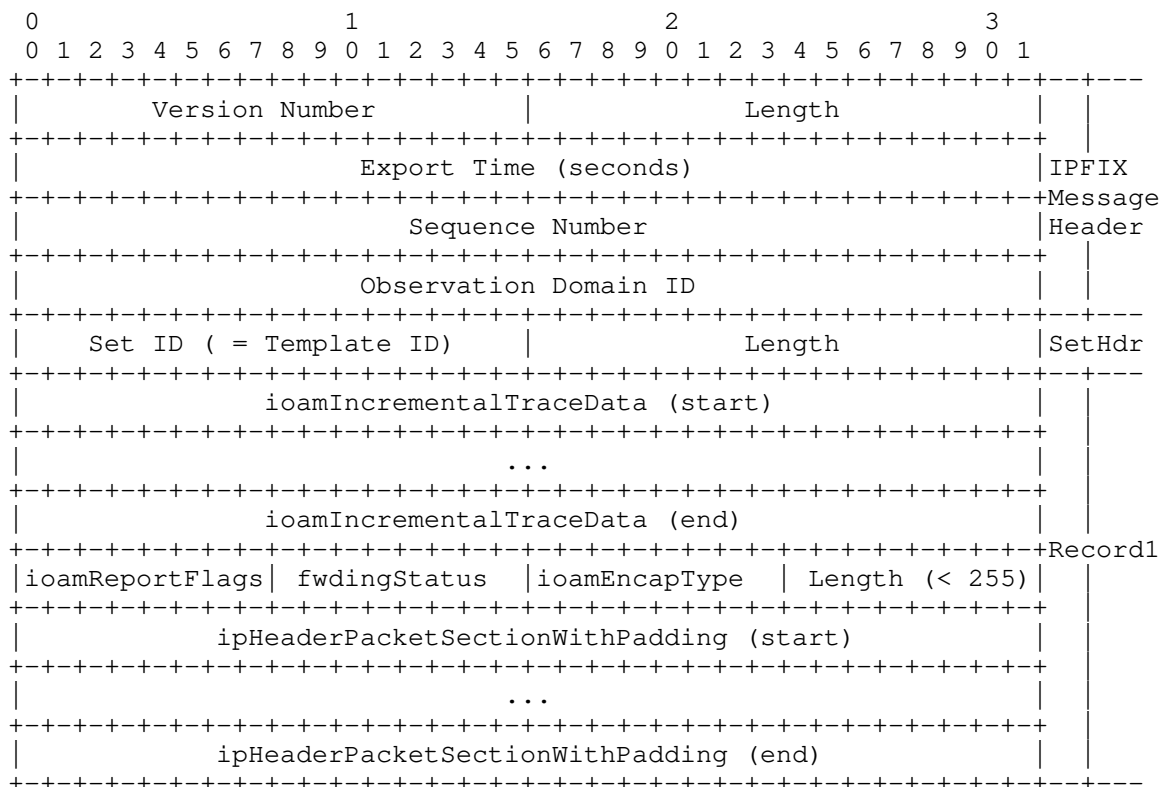 0                   1                   2                   3
 0 1 2 3 4 5 6 7 8 9 0 1 2 3 4 5 6 7 8 9 0 1 2 3 4 5 6 7 8 9 0 1
+-+-+-+-+-+-+-+-+-+-+-+-+-+-+-+-+-+-+-+-+-+-+-+-+-+-+-+-+-+-+-+-+--+---
|        Version Number         |             Length            |  |
+-+-+-+-+-+-+-+-+-+-+-+-+-+-+-+-+-+-+-+-+-+-+-+-+-+-+-+-+-+-+-+-+  |
|                     Export Time (seconds)                     |IPFIX
+-+-+-+-+-+-+-+-+-+-+-+-+-+-+-+-+-+-+-+-+-+-+-+-+-+-+-+-+-+-+-+-+Message
|                        Sequence Number                        |Header
+-+-+-+-+-+-+-+-+-+-+-+-+-+-+-+-+-+-+-+-+-+-+-+-+-+-+-+-+-+-+-+-+  |
|                     Observation Domain ID                     |  |
+-+-+-+-+-+-+-+-+-+-+-+-+-+-+-+-+-+-+-+-+-+-+-+-+-+-+-+-+-+-+-+-+--+---
|    Set ID ( = Template ID)    |             Length            |SetHdr
+-+-+-+-+-+-+-+-+-+-+-+-+-+-+-+-+-+-+-+-+-+-+-+-+-+-+-+-+-+-+-+-+--+---
|               ioamIncrementalTraceData (start)                |  |
+-+-+-+-+-+-+-+-+-+-+-+-+-+-+-+-+-+-+-+-+-+-+-+-+-+-+-+-+-+-+-+-+  |
|                              ...                              |  |
+-+-+-+-+-+-+-+-+-+-+-+-+-+-+-+-+-+-+-+-+-+-+-+-+-+-+-+-+-+-+-+-+  |
|               ioamIncrementalTraceData (end)                  |  |
+-+-+-+-+-+-+-+-+-+-+-+-+-+-+-+-+-+-+-+-+-+-+-+-+-+-+-+-+-+-+-+-+Record1
|ioamReportFlags| fwdingStatus  |ioamEncapType  | Length (< 255)|  |
+-+-+-+-+-+-+-+-+-+-+-+-+-+-+-+-+-+-+-+-+-+-+-+-+-+-+-+-+-+-+-+-+  |
|            ipHeaderPacketSectionWithPadding (start)           |  |
+-+-+-+-+-+-+-+-+-+-+-+-+-+-+-+-+-+-+-+-+-+-+-+-+-+-+-+-+-+-+-+-+  |
|                              ...                              |  |
+-+-+-+-+-+-+-+-+-+-+-+-+-+-+-+-+-+-+-+-+-+-+-+-+-+-+-+-+-+-+-+-+  |
|            ipHeaderPacketSectionWithPadding (end)             |  |
+-+-+-+-+-+-+-+-+-+-+-+-+-+-+-+-+-+-+-+-+-+-+-+-+-+-+-+-+-+-+-+-+--+---